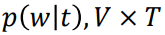 p(w|t), V × T